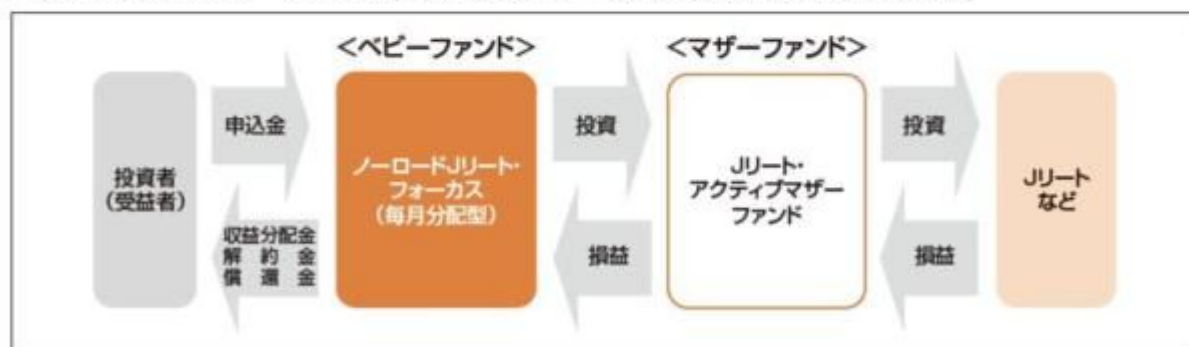 <ベビーファンド>
<マザーファンド>
投資者
(受益者)
申込金
収益分配金
解約金
償還金
ノーロードJリート・
フォーカス
(毎月分配型)
投資
損益
Jリート・
アクティブマザー
ファンド
投資
損益
Jリート
など